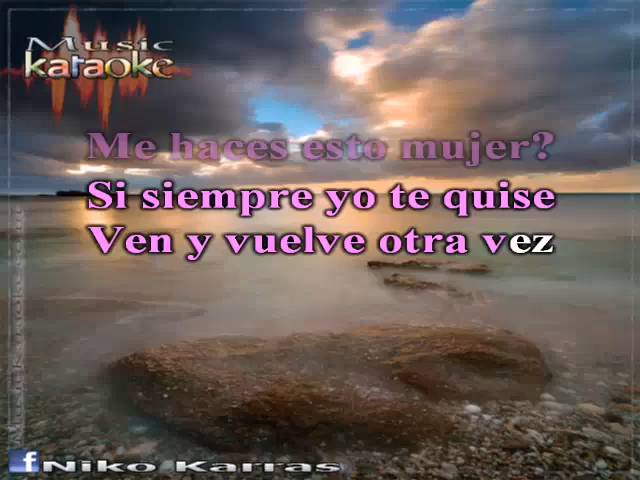 Music
karaoke
Me haces esto mujer?
Si siempre yo te quise
Ven y vuelve otra vez
f Niko Karras